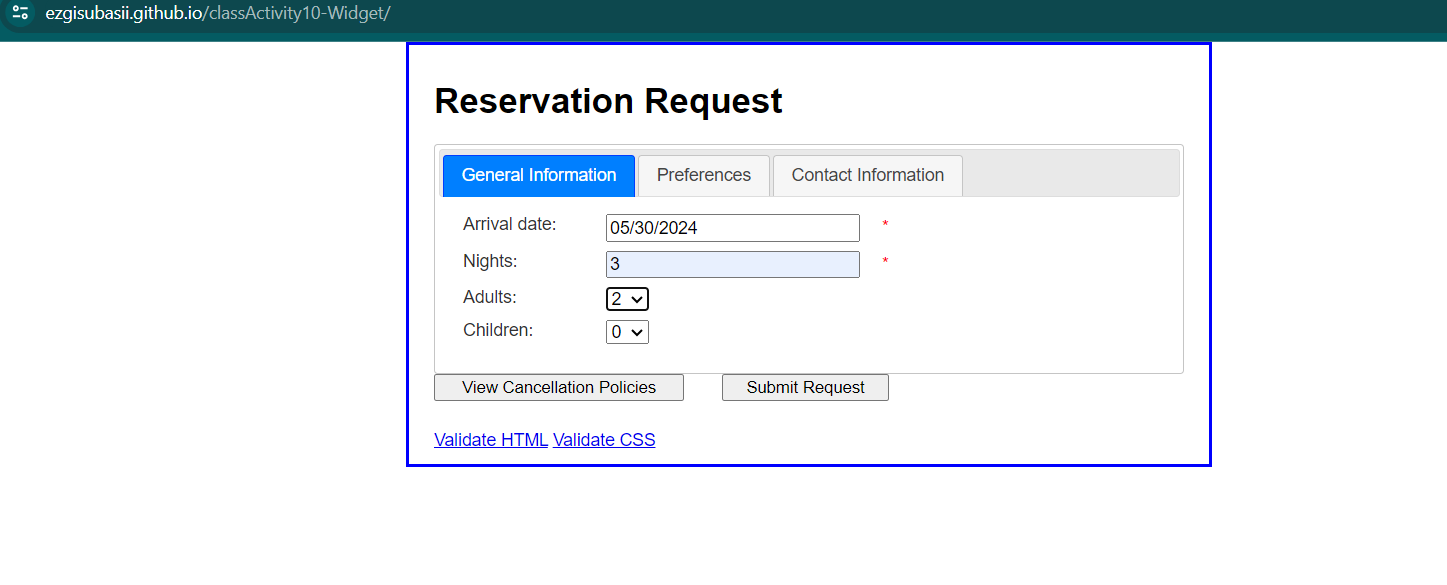 ezgisubasii.github.io/classActivity10-Widget/
Reservation Request
General Information Preferences Contact Information
Arrival date: 05/30/2024 *
Nights: 3 *
Adults: 2
Children: 0
View Cancellation Policies Submit Request
Validate HTML Validate CSS